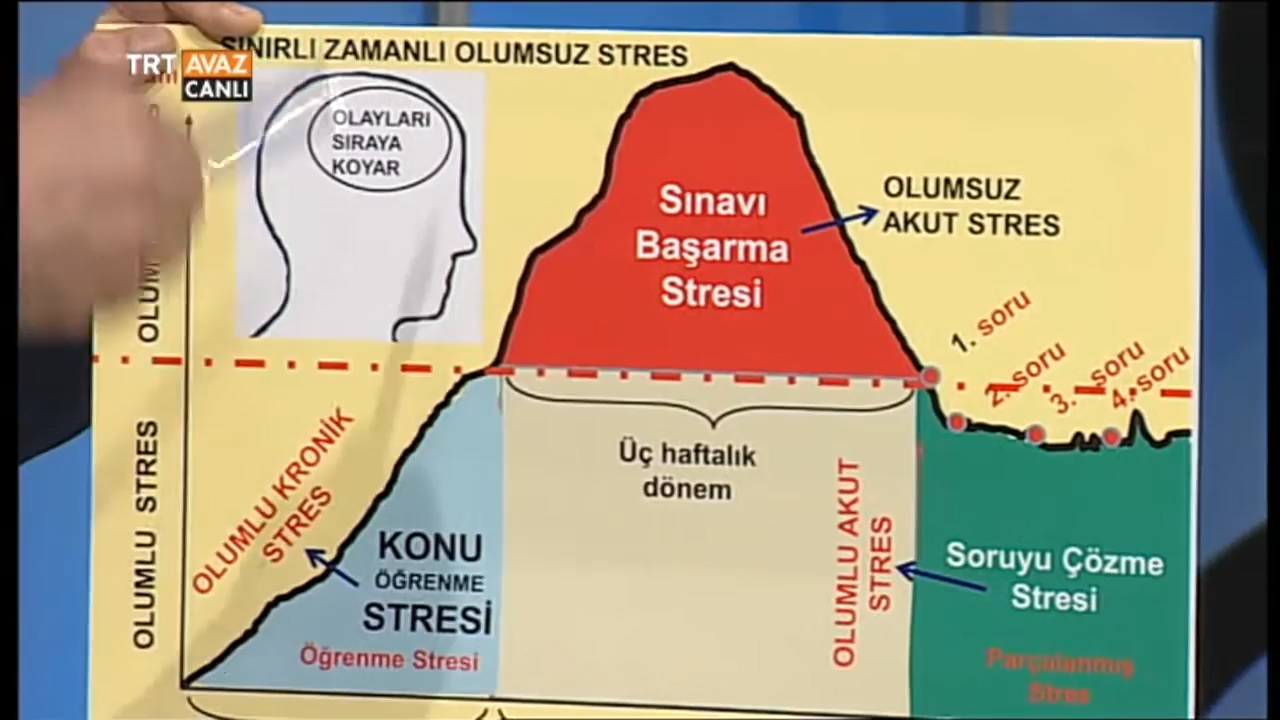 SINIRLI ZAMANLI OLUMSUZ STRES
TRT AVAZ
CANLI
OLAYLARI
SIRAYA
KOYAR
Sınavı
Başarma
Stresi
OLUMSUZ
AKUT STRES
1. soru
2. soru
3. soru
4. soru
Üç haftalık
dönem
OLUMLU STRES
OLUMLU KRONİK
STRES
KONU
ÖĞRENME
STRESİ
Öğrenme Stresi
OLUMLU AKUT
STRES
Soruyu Çözme
Stresi
Parçalanmış
Stres